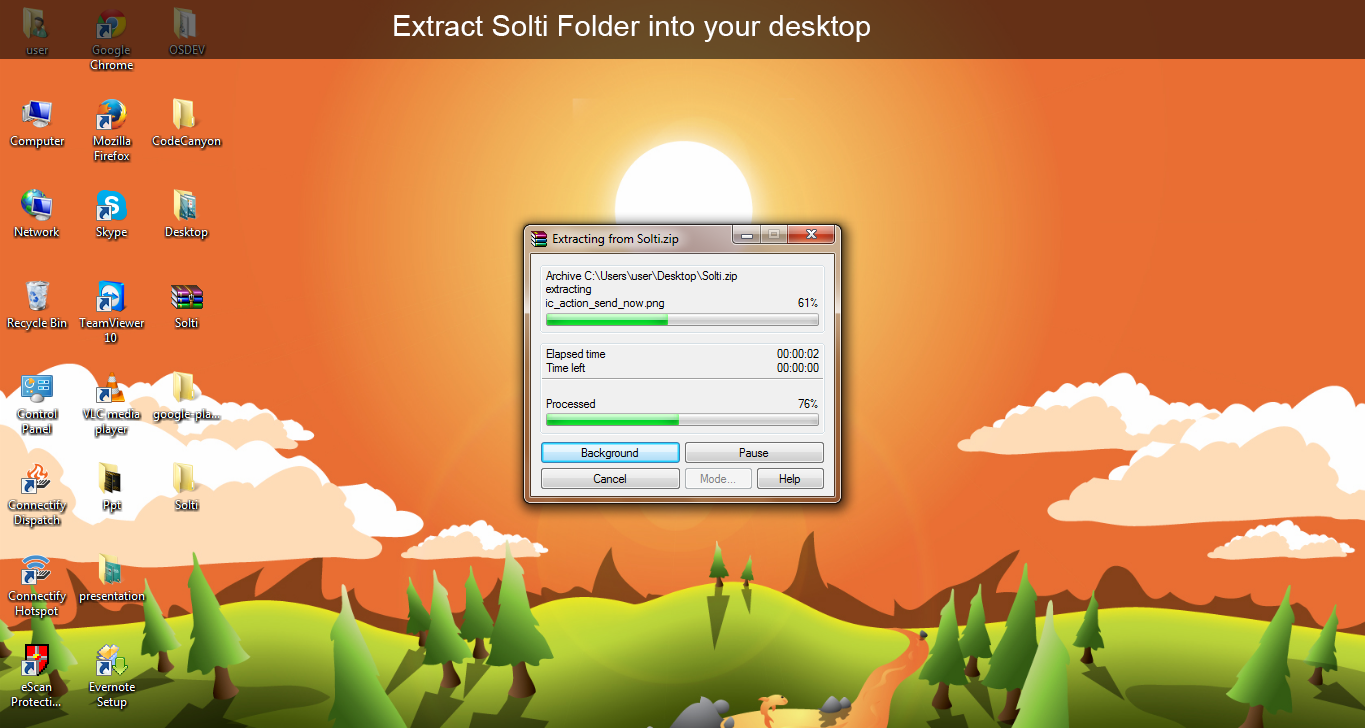 Extract Solti Folder into your desktop
user
Google
Chrome
OSDEV
Computer
Mozilla
Firefox
CodeCanyon
Network
Skype
Desktop
Recycle Bin
TeamViewer
10
Solti
Control
Panel
VLC media
player
google-pla...
Connectify
Dispatch
Ppt
Solti
Connectify
Hotspot
presentation
eScan
Protecti...
Evernote
Setup
Extracting from Solti.zip
Archive C:\Users\user\Desktop\Solti.zip
extracting
ic_action_send_now.png 61%
Elapsed time 00:00:02
Time left 00:00:00
Processed 76%
Background Pause
Cancel Mode... Help